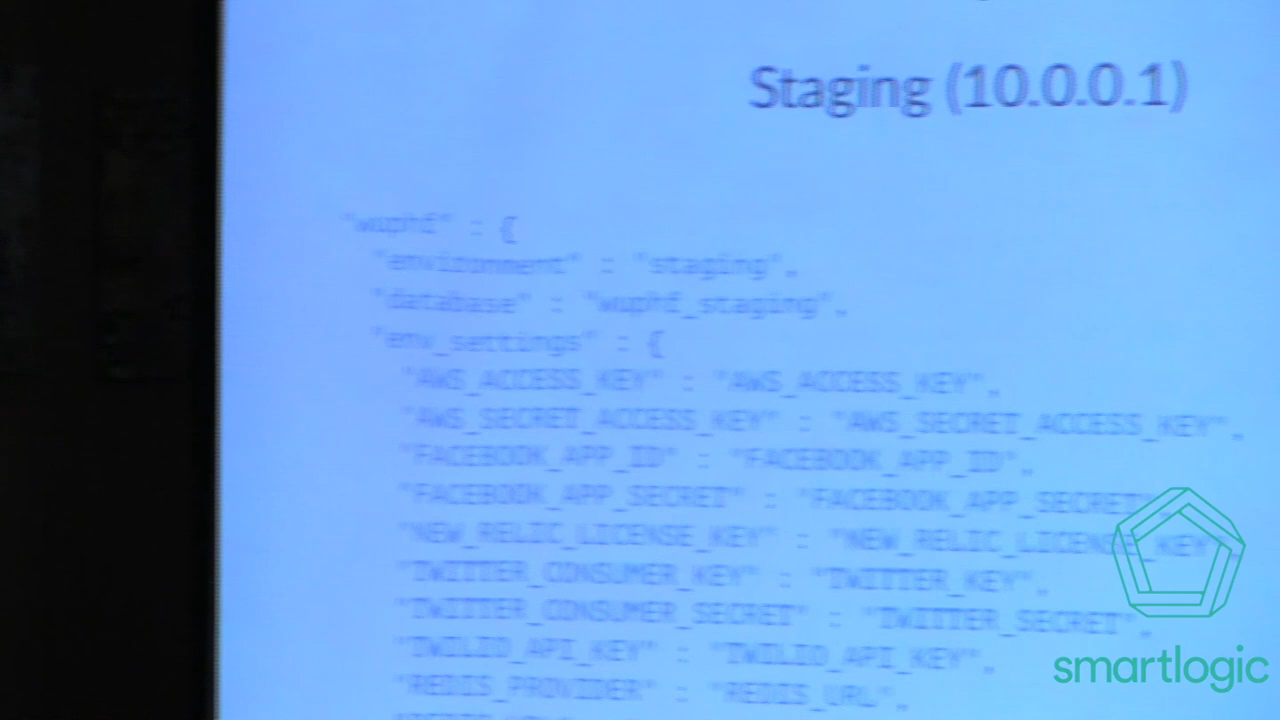 Staging (10.0.0.1)
"wuphf" : {
"environment" : "staging",
"database" : "wuphf_staging",
"env_settings" : {
"AWS_ACCESS_KEY" : "AWS_ACCESS_KEY",
"AWS_SECRET_ACCESS_KEY" : "AWS_SECRET_ACCESS_KEY",
"FACEBOOK_APP_ID" : "FACEBOOK_APP_ID",
"FACEBOOK_APP_SECRET" : "FACEBOOK_APP_SECRET",
"NEW_RELIC_LICENSE_KEY" : "NEW_RELIC_LICENSE_KEY"
"TWITTER_CONSUMER_KEY" : "TWITTER_KEY",
"TWITTER_CONSUMER_SECRET" : "TWITTER_SECRET",
"TWILIO_API_KEY" : "TWILIO_API_KEY",
"REDIS_PROVIDER" : "REDIS_URL",
smartlogic